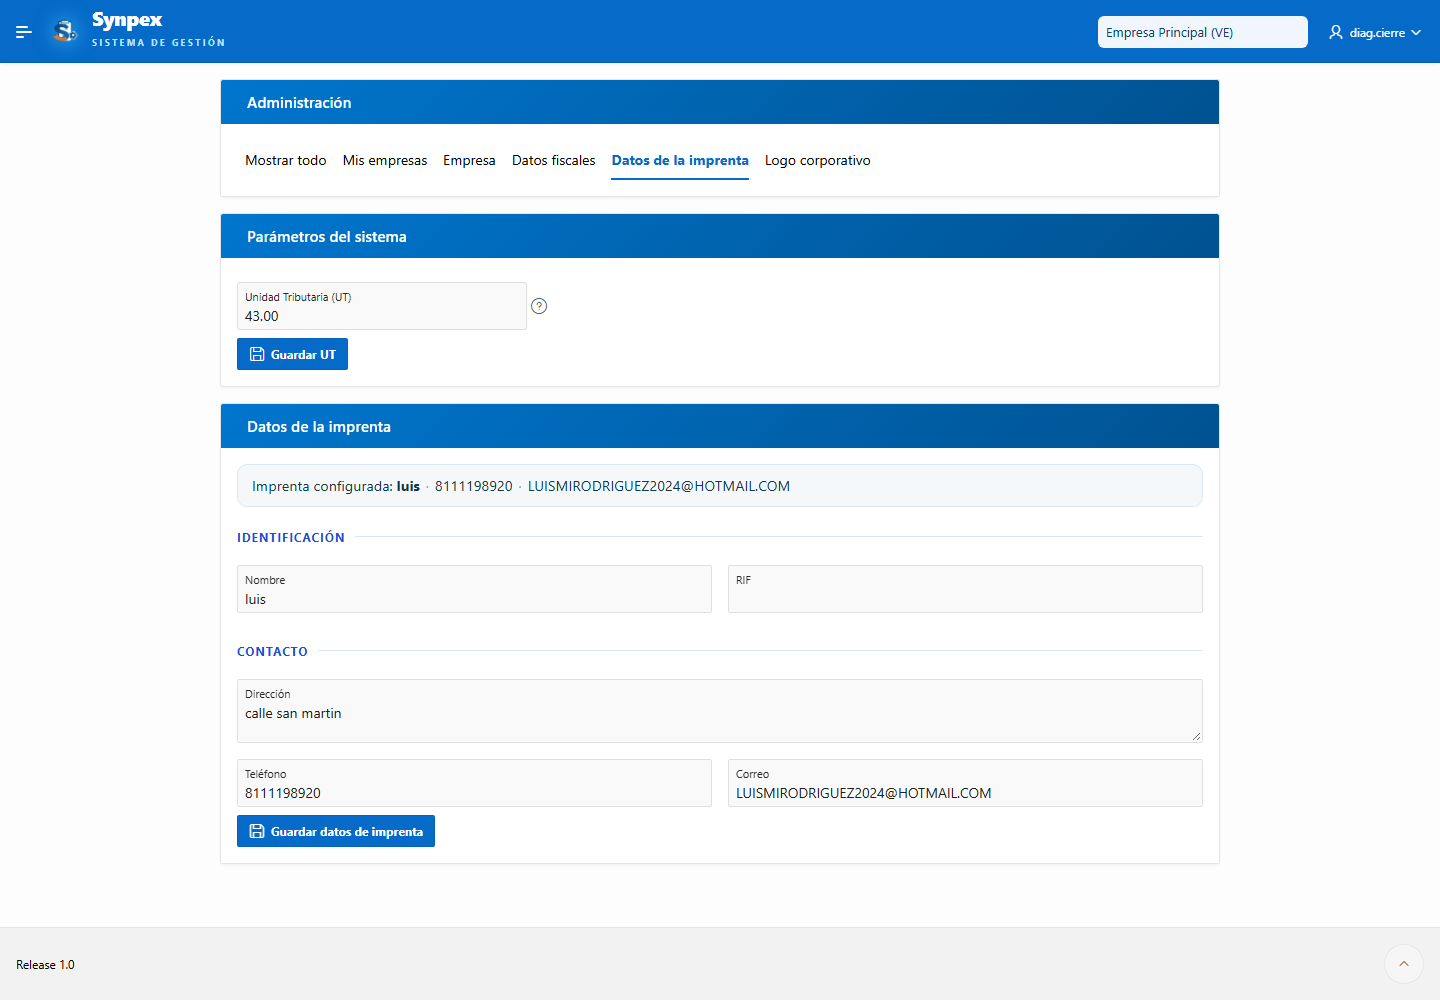 Synpex
SISTEMA DE GESTIÓN
Empresa Principal (VE)
diag.cierre
Administración
Mostrar todo
Mis empresas
Empresa
Datos fiscales
Datos de la imprenta
Logo corporativo
Parámetros del sistema
Unidad Tributaria (UT)
43.00
Guardar UT
Datos de la imprenta
Imprenta configurada: luis · 8111198920 · LUISMIRODRIGUEZ2024@HOTMAIL.COM
IDENTIFICACIÓN
Nombre
luis
RIF
CONTACTO
Dirección
calle san martin
Teléfono
8111198920
Correo
LUISMIRODRIGUEZ2024@HOTMAIL.COM
Guardar datos de imprenta
Release 1.0